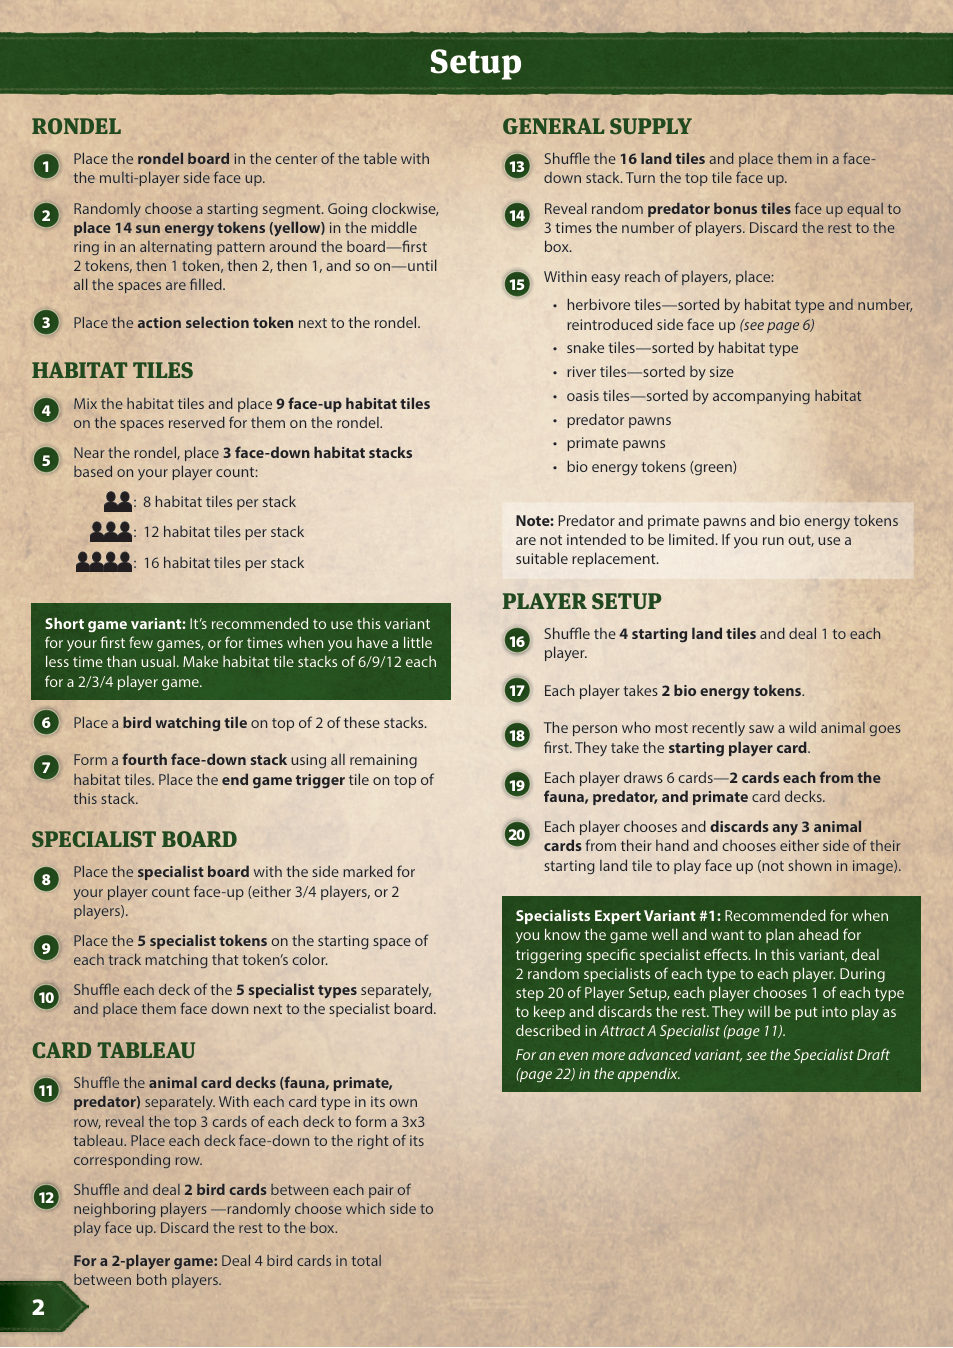 Setup
RONDEL
1
Place the rondel board in the center of the table with
the multi-player side face up.
2
Randomly choose a starting segment. Going clockwise,
place 14 sun energy tokens (yellow) in the middle
ring in an alternating pattern around the board—first
2 tokens, then 1 token, then 2, then 1, and so on—until
all the spaces are filled.
3
Place the action selection token next to the rondel.
HABITAT TILES
4
Mix the habitat tiles and place 9 face-up habitat tiles
on the spaces reserved for them on the rondel.
5
Near the rondel, place 3 face-down habitat stacks
based on your player count:
: 8 habitat tiles per stack
: 12 habitat tiles per stack
: 16 habitat tiles per stack
Short game variant: It's recommended to use this variant
for your first few games, or for times when you have a little
less time than usual. Make habitat tile stacks of 6/9/12 each
for a 2/3/4 player game.
6
Place a bird watching tile on top of 2 of these stacks.
7
Form a fourth face-down stack using all remaining
habitat tiles. Place the end game trigger tile on top of
this stack.
SPECIALIST BOARD
8
Place the specialist board with the side marked for
your player count face-up (either 3/4 players, or 2
players).
9
Place the 5 specialist tokens on the starting space of
each track matching that token's color.
10
Shuffle each deck of the 5 specialist types separately,
and place them face down next to the specialist board.
CARD TABLEAU
11
Shuffle the animal card decks (fauna, primate,
predator) separately. With each card type in its own
row, reveal the top 3 cards of each deck to form a 3x3
tableau. Place each deck face-down to the right of its
corresponding row.
12
Shuffle and deal 2 bird cards between each pair of
neighboring players —randomly choose which side to
play face up. Discard the rest to the box.
For a 2-player game: Deal 4 bird cards in total
between both players.
2
GENERAL SUPPLY
13
Shuffle the 16 land tiles and place them in a face-
down stack. Turn the top tile face up.
14
Reveal random predator bonus tiles face up equal to
3 times the number of players. Discard the rest to the
box.
15
Within easy reach of players, place:
• herbivore tiles—sorted by habitat type and number,
reintroduced side face up (see page 6)
• snake tiles—sorted by habitat type
• river tiles—sorted by size
• oasis tiles—sorted by accompanying habitat
• predator pawns
• primate pawns
• bio energy tokens (green)
Note: Predator and primate pawns and bio energy tokens
are not intended to be limited. If you run out, use a
suitable replacement.
PLAYER SETUP
16
Shuffle the 4 starting land tiles and deal 1 to each
player.
17
Each player takes 2 bio energy tokens.
18
The person who most recently saw a wild animal goes
first. They take the starting player card.
19
Each player draws 6 cards—2 cards each from the
fauna, predator, and primate card decks.
20
Each player chooses and discards any 3 animal
cards from their hand and chooses either side of their
starting land tile to play face up (not shown in image).
Specialists Expert Variant #1: Recommended for when
you know the game well and want to plan ahead for
triggering specific specialist effects. In this variant, deal
2 random specialists of each type to each player. During
step 20 of Player Setup, each player chooses 1 of each type
to keep and discards the rest. They will be put into play as
described in Attract A Specialist (page 11).
For an even more advanced variant, see the Specialist Draft
(page 22) in the appendix.